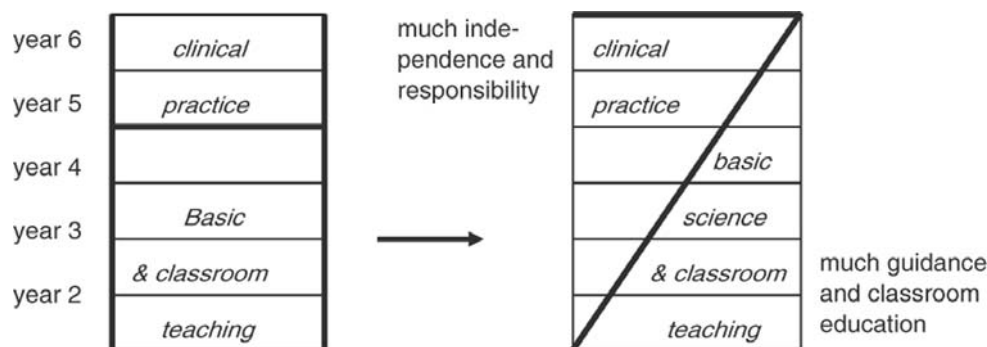 year 6
year 5
year 4
year 3
year 2
clinical
practice
Basic
& classroom
teaching
much inde-
pendence and
responsibility
clinical
practice
basic
science
& classroom
teaching
much guidance
and classroom
education